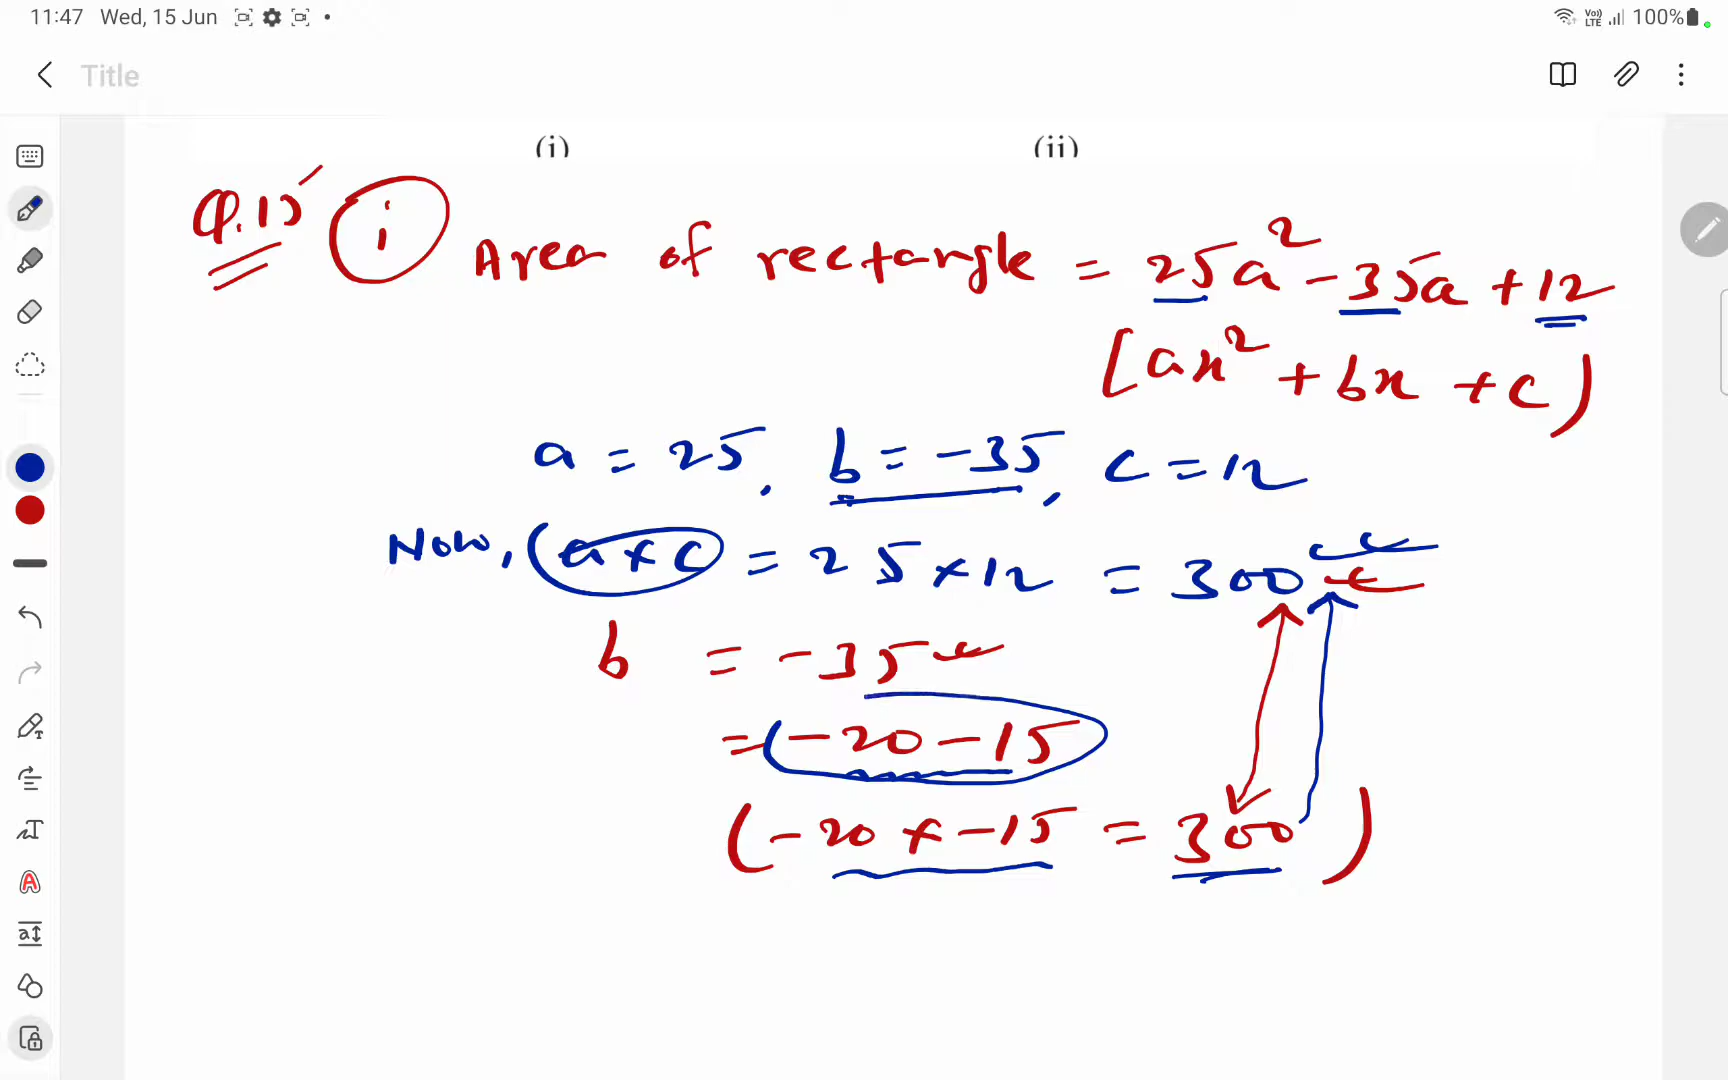 11:47 Wed, 15 Jun 100%
Title
(i) (ii)
Q.15 i Area of rectangle = 25a² - 35a + 12
[ax² + bx + c)
a = 25, b = -35, c = 12
Now, (a × c) = 25 × 12 = 300
b = -35
= (-20 - 15
(-20 × -15 = 300)